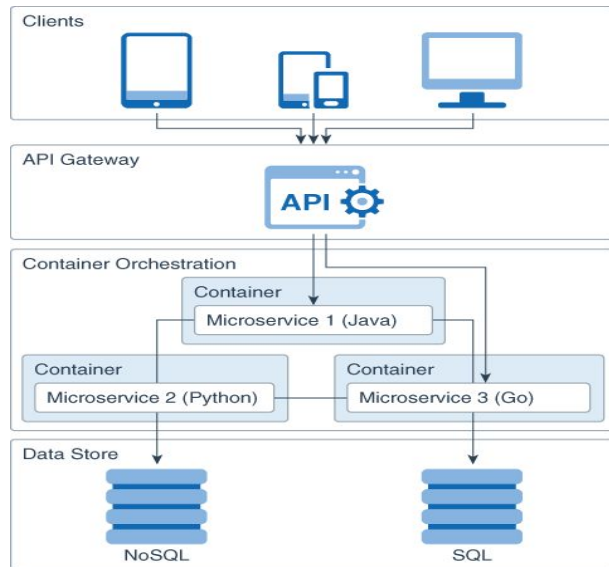 Clients
API Gateway
API
Container Orchestration
Container
Microservice 1 (Java)
Container
Microservice 2 (Python)
Container
Microservice 3 (Go)
Data Store
NoSQL
SQL